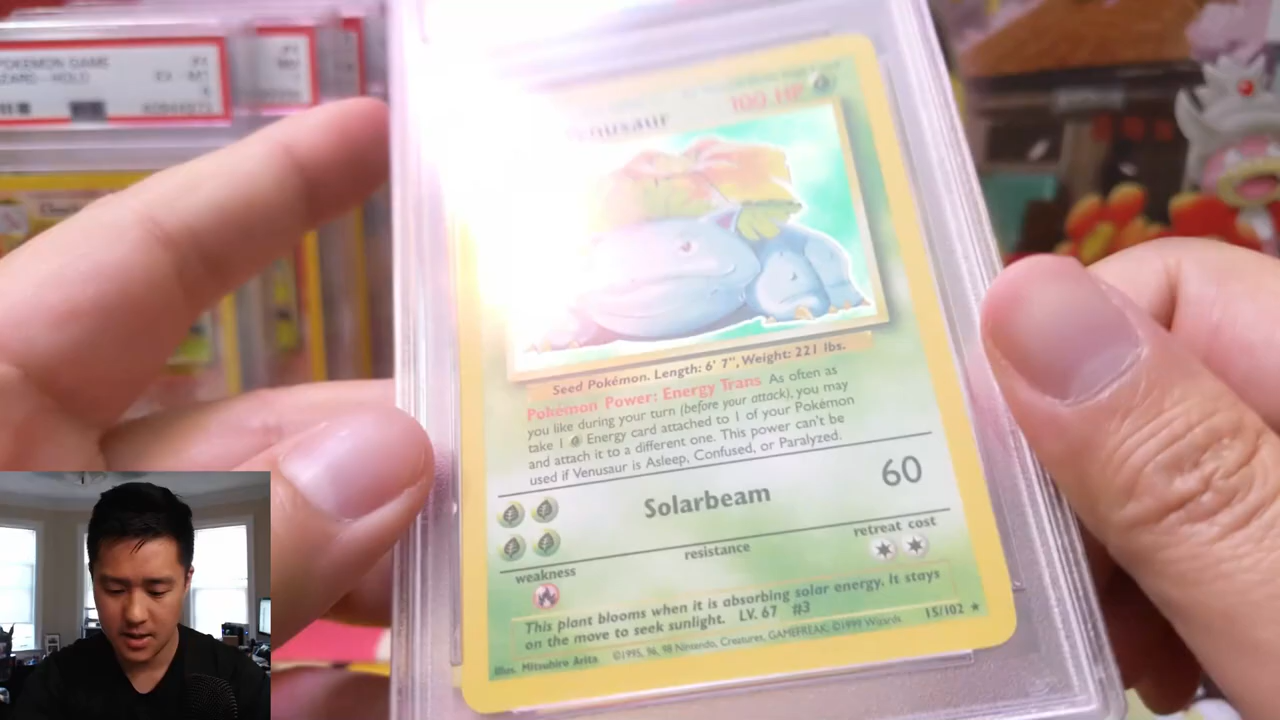 POKEMON GAME #4
IZARD-HOLO EX-MT
100 HP
Venusaur
Seed Pokémon. Length: 6' 7", Weight: 221 lbs.
Pokémon Power: Energy Trans As often as
you like during your turn (before your attack), you may
take 1 Energy card attached to 1 of your Pokémon
and attach it to a different one. This power can't be
used if Venusaur is Asleep, Confused, or Paralyzed.
Solarbeam 60
weakness resistance retreat cost
This plant blooms when it is absorbing solar energy. It stays
on the move to seek sunlight. LV. 67 #3
Illus. Mitsuhiro Arita ©1995, 96, 98 Nintendo, Creatures, GAMEFREAK. ©1999 Wizards 15/102 ★